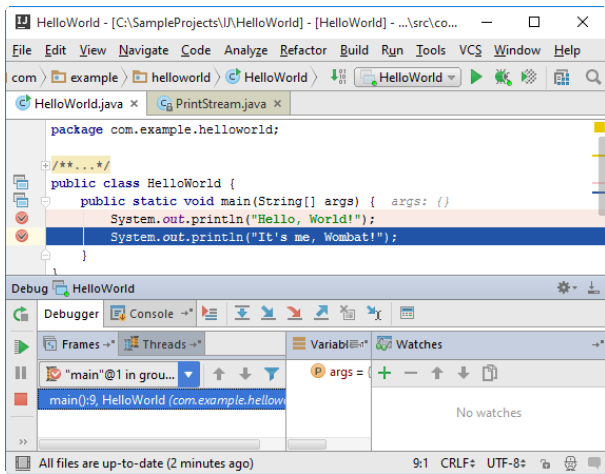 HelloWorld - [C:\SampleProjects\IJ\HelloWorld] - [HelloWorld] - ...\src\co...
File Edit View Navigate Code Analyze Refactor Build Run Tools VCS Window Help
com example helloworld HelloWorld HelloWorld
HelloWorld.java PrintStream.java
package com.example.helloworld;
/**...*/
public class HelloWorld {
public static void main(String[] args) { args: {}
System.out.println("Hello, World!");
System.out.println("It's me, Wombat!");
}
}
Debug HelloWorld
Debugger Console
Frames Threads Variabl Watches
"main"@1 in grou... args = {
main():9, HelloWorld (com.example.hellow
No watches
All files are up-to-date (2 minutes ago) 9:1 CRLF UTF-8